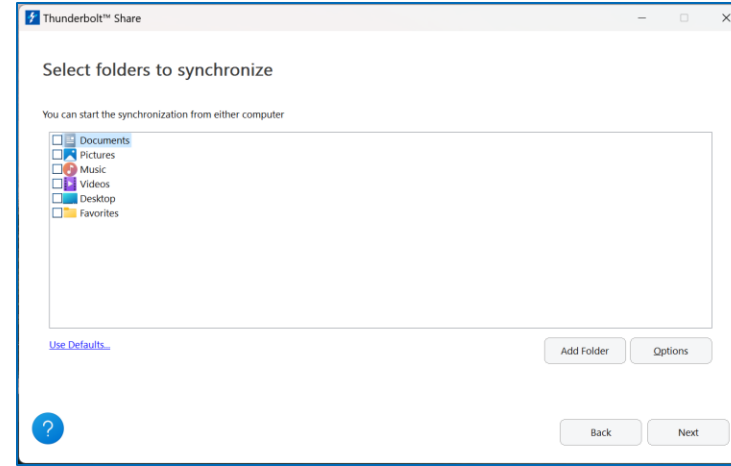 Thunderbolt™ Share
Select folders to synchronize
You can start the synchronization from either computer
Documents
Pictures
Music
Videos
Desktop
Favorites
Use Defaults...
Add Folder
Options
?
Back
Next